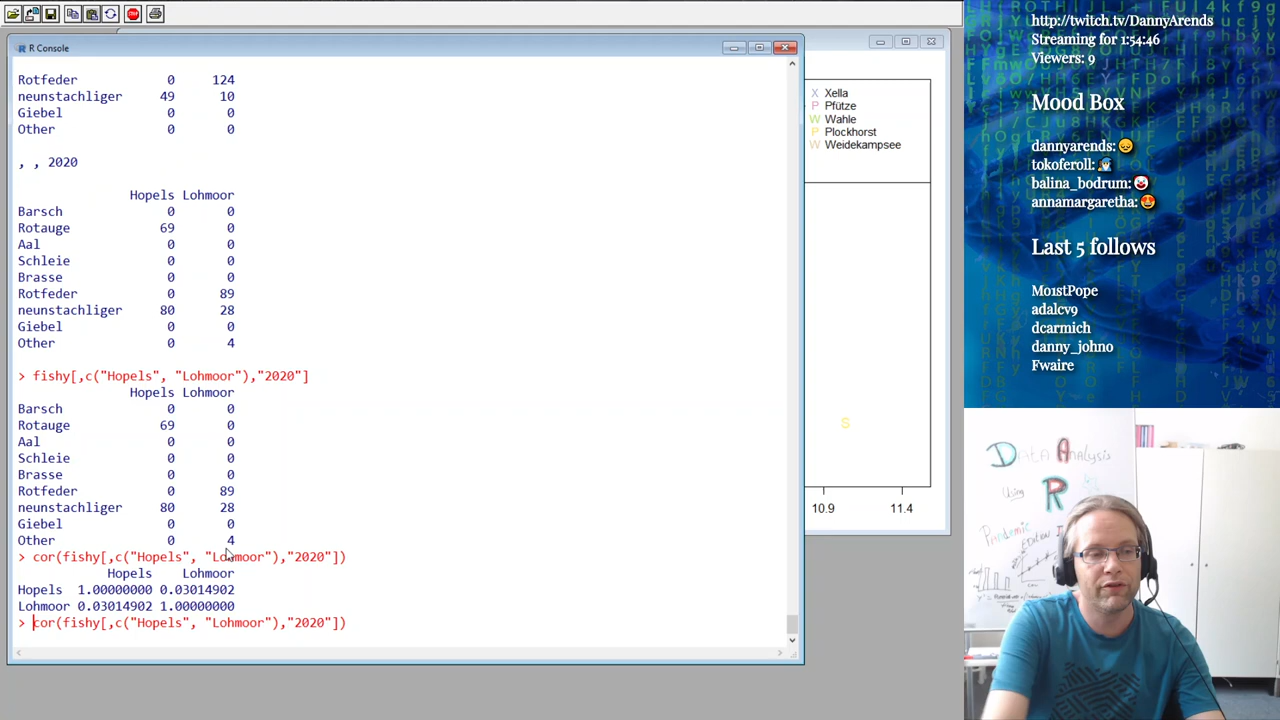 R Console
Rotfeder 0 124
neunstachliger 49 10
Giebel 0 0
Other 0 0
, , 2020
Hopels Lohmoor
Barsch 0 0
Rotauge 69 0
Aal 0 0
Schleie 0 0
Brasse 0 0
Rotfeder 0 89
neunstachliger 80 28
Giebel 0 0
Other 0 4
> fishy[,c("Hopels", "Lohmoor"),"2020"]
Hopels Lohmoor
Barsch 0 0
Rotauge 69 0
Aal 0 0
Schleie 0 0
Brasse 0 0
Rotfeder 0 89
neunstachliger 80 28
Giebel 0 0
Other 0 4
> cor(fishy[,c("Hopels", "Lohmoor"),"2020"])
Hopels Lohmoor
Hopels 1.00000000 0.03014902
Lohmoor 0.03014902 1.00000000
> cor(fishy[,c("Hopels", "Lohmoor"),"2020"])
X Xella
P Pfütze
W Wahle
P Plockhorst
W Weidekampsee
S
10.9 11.4
http://twitch.tv/DannyArends
Streaming for 1:54:46
Viewers: 9
Mood Box
dannyarends:
tokoferoll:
balina_bodrum:
annamargaretha:
Last 5 follows
Mo1stPope
adalcv9
dcarmich
danny_johno
Fwaire
DATA ANALYSIS
Using R
Pandemic
EDITION